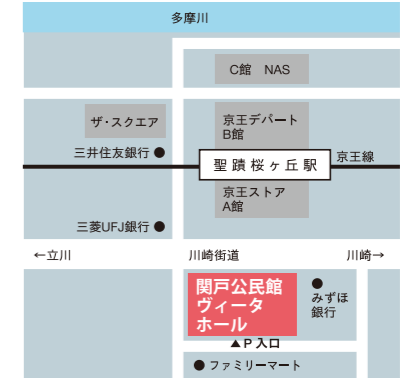 多摩川
C館 NAS
ザ・スクエア
京王デパート
B館
三井住友銀行
聖蹟桜ヶ丘駅
京王線
京王ストア
A館
三菱UFJ銀行
←立川
川崎街道
川崎→
関戸公民館
ヴィータ
ホール
みずほ
銀行
▲P入口
ファミリーマート